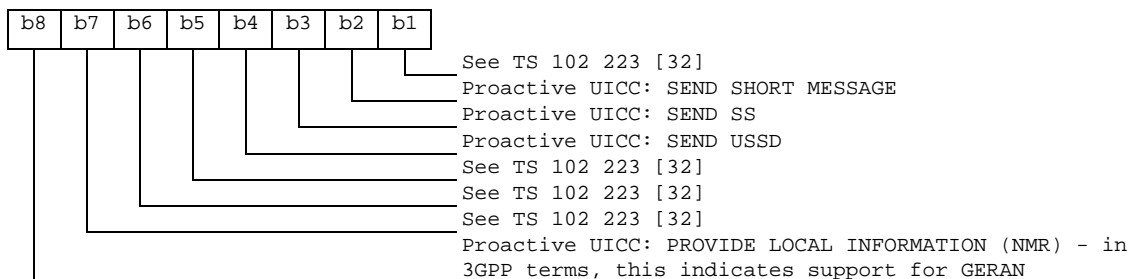 b8 b7 b6 b5 b4 b3 b2 b1
See TS 102 223 [32]
Proactive UICC: SEND SHORT MESSAGE
Proactive UICC: SEND SS
Proactive UICC: SEND USSD
See TS 102 223 [32]
See TS 102 223 [32]
See TS 102 223 [32]
Proactive UICC: PROVIDE LOCAL INFORMATION (NMR) - in
3GPP terms, this indicates support for GERAN